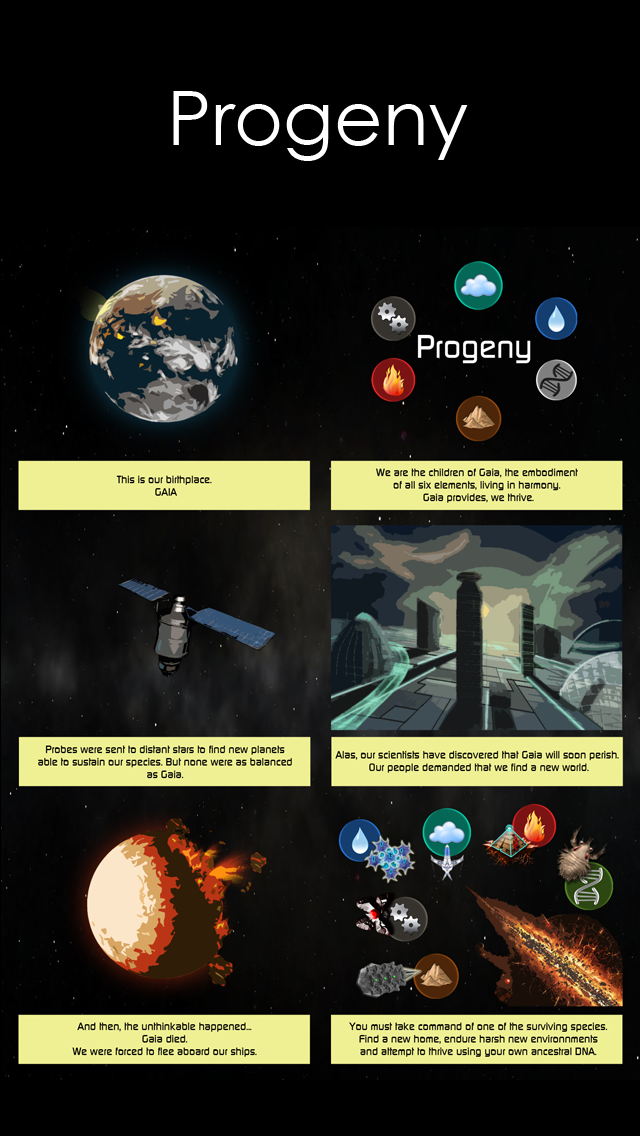 Progeny
This is our birthplace.
GAIA
Progeny
We are the children of Gaia, the embodiment
of all six elements, living in harmony.
Gaia provides, we thrive.
Probes were sent to distant stars to find new planets
able to sustain our species. But none were as balanced
as Gaia.
Alas, our scientists have discovered that Gaia will soon perish.
Our people demanded that we find a new world.
And then, the unthinkable happened...
Gaia died.
We were forced to flee aboard our ships.
You must take command of one of the surviving species.
Find a new home, endure harsh new environnments
and attempt to thrive using your own ancestral DNA.